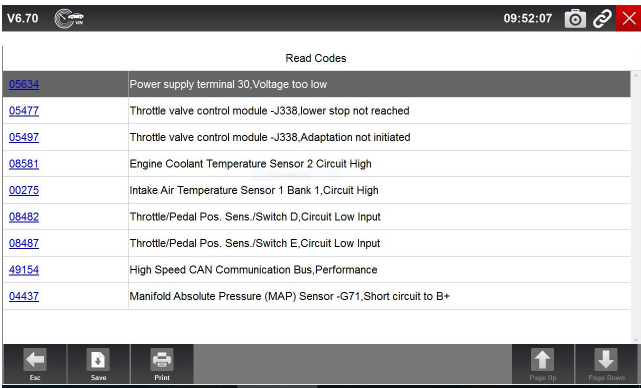 V6.70 VIN 09:52:07
Read Codes
05634 Power supply terminal 30,Voltage too low
05477 Throttle valve control module -J338,lower stop not reached
05497 Throttle valve control module -J338,Adaptation not initiated
08581 Engine Coolant Temperature Sensor 2 Circuit High
00275 Intake Air Temperature Sensor 1 Bank 1,Circuit High
08482 Throttle/Pedal Pos. Sens./Switch D,Circuit Low Input
08487 Throttle/Pedal Pos. Sens./Switch E,Circuit Low Input
49154 High Speed CAN Communication Bus,Performance
04437 Manifold Absolute Pressure (MAP) Sensor -G71,Short circuit to B+
Esc Save Print Page Up Page Down